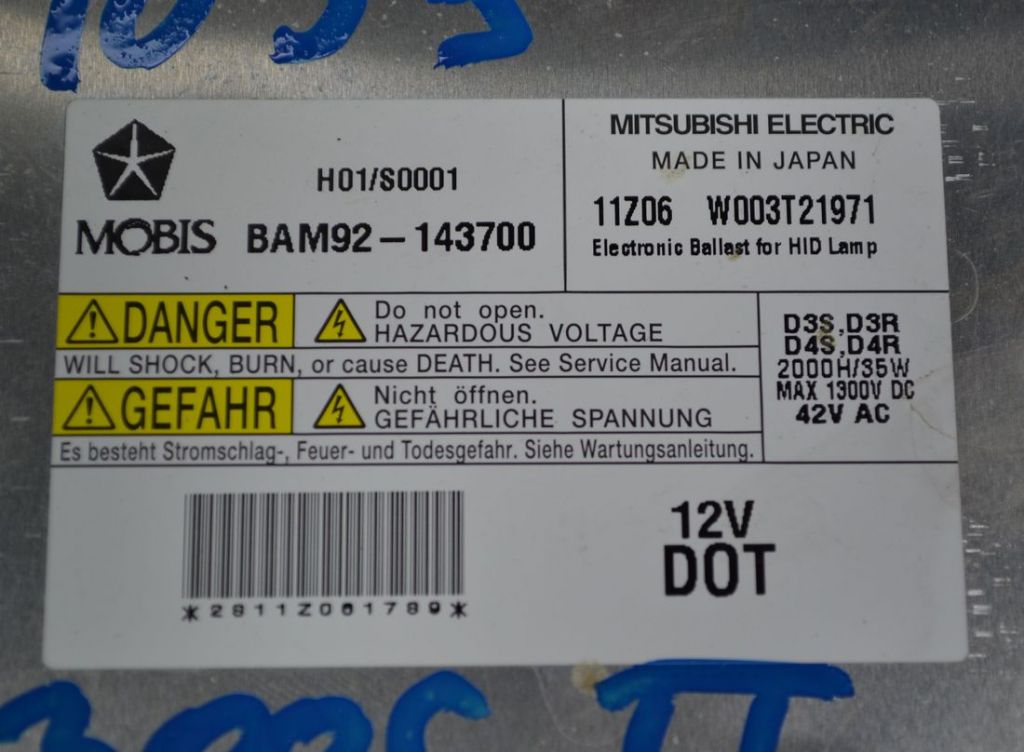 H01/S0001
MOBIS BAM92-143700
MITSUBISHI ELECTRIC
MADE IN JAPAN
11Z06 W003T21971
Electronic Ballast for HID Lamp
DANGER
Do not open.
HAZARDOUS VOLTAGE
WILL SHOCK, BURN, or cause DEATH. See Service Manual.
GEFAHR
Nicht öffnen.
GEFÄHRLICHE SPANNUNG
Es besteht Stromschlag-, Feuer- und Todesgefahr. Siehe Wartungsanleitung.
D3S,D3R
D4S,D4R
2000H/35W
MAX 1300V DC
42V AC
*2811Z061789*
12V
DOT